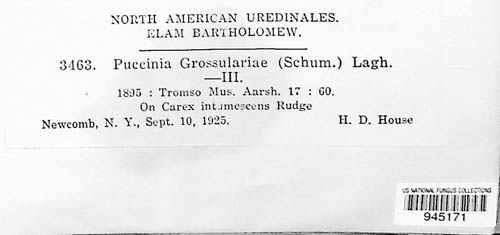 NORTH AMERICAN UREDINALES.
ELAM BARTHOLOMEW.
3463. Puccinia Grossulariae (Schum.) Lagh.
—III.
1895 : Tromso Mus. Aarsh. 17 : 60.
On Carex intumescens Rudge
Newcomb, N. Y., Sept. 10, 1925. H. D. House
US NATIONAL FUNGUS COLLECTIONS
945171